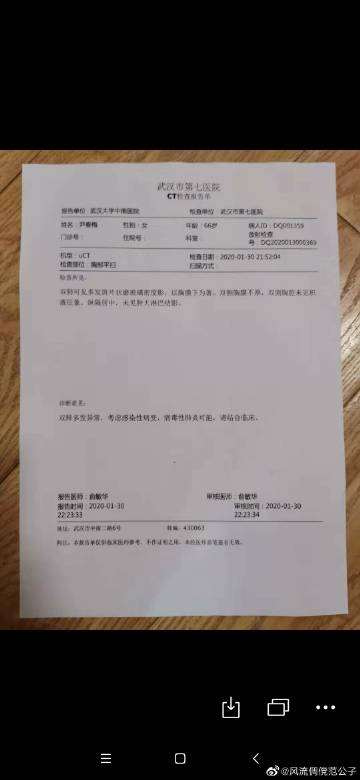 武汉市第七医院
CT检查报告单
报告单位 武汉大学中南医院 检查单位 武汉市第七医院
姓名：尹春梅 性别：女 年龄：66岁 病人ID：DQ001359
门诊号： 住院号： 科室： 放射检查号 DQ2020013000369
机型：uCT 检查日期：2020-01-30 21:52:04
检查部位 胸部平扫 扫描方式：
检查所见：
双肺可见多发斑片状磨玻璃密度影，以胸膜下为著，双侧胸膜不厚，双侧胸腔未见积
液征象。纵隔居中，未见肿大淋巴结影。
诊断意见：
双肺多发异常，考虑感染性病变，病毒性肺炎可能，请结合临床。
报告医师：俞敏华 审核医师：俞敏华
报告时间：2020-01-30 审核时间：2020-01-30
22:23:33 22:23:34
地址：武汉市中南二路6号 邮编：430063
附注：本报告单仅供临床医师参考，不作证明之用，未经医师签名盖章无效。
@风流倜傥范公子